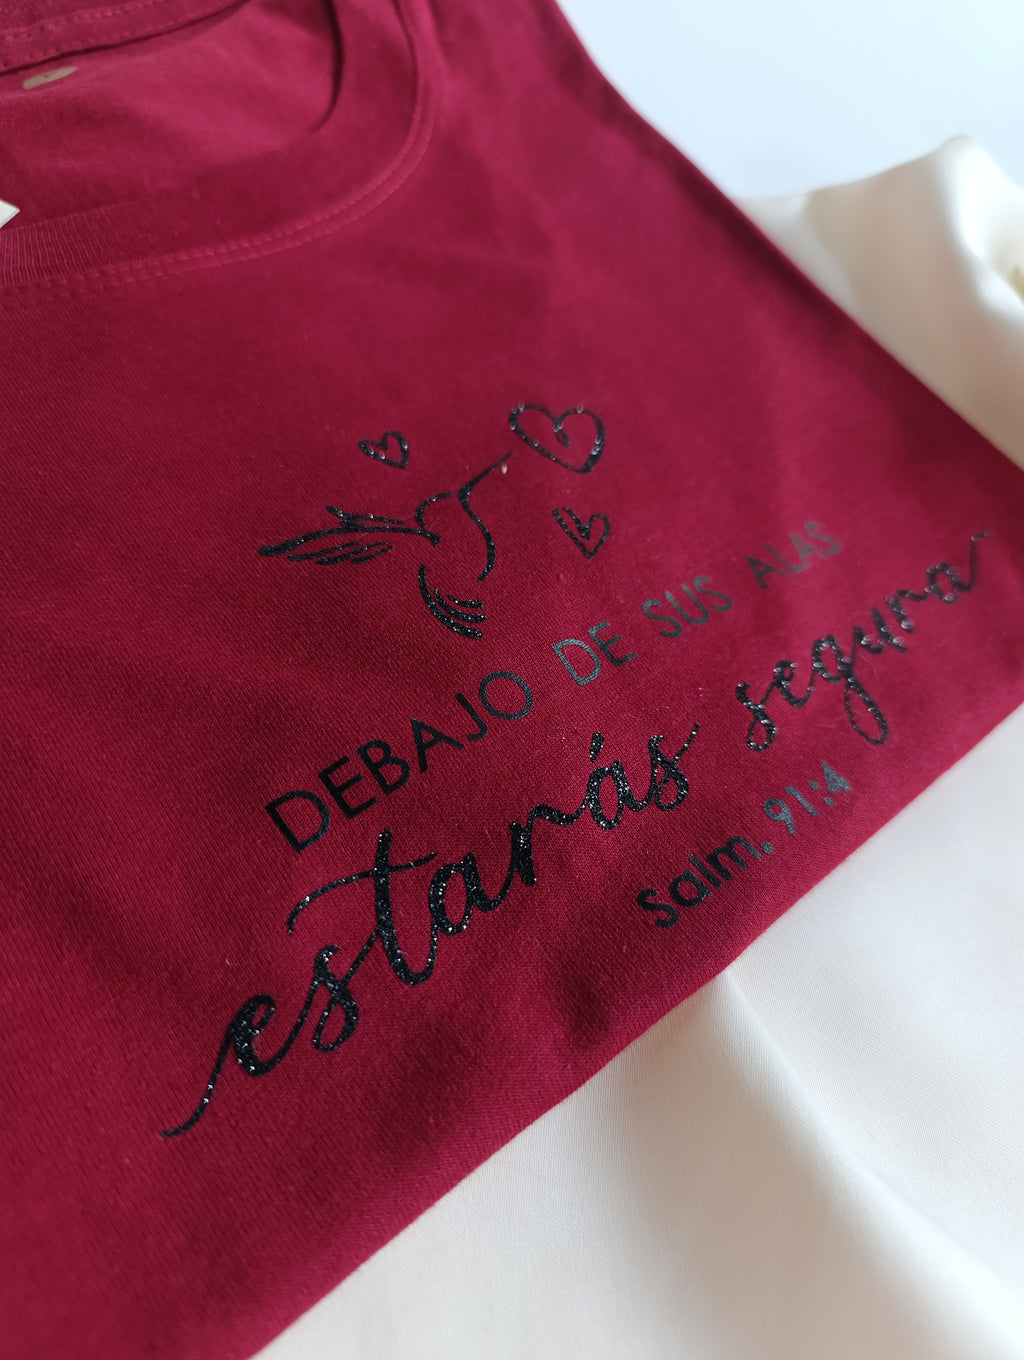 DEBAJO DE SUS ALAS
estarás segura
Salm. 91:4